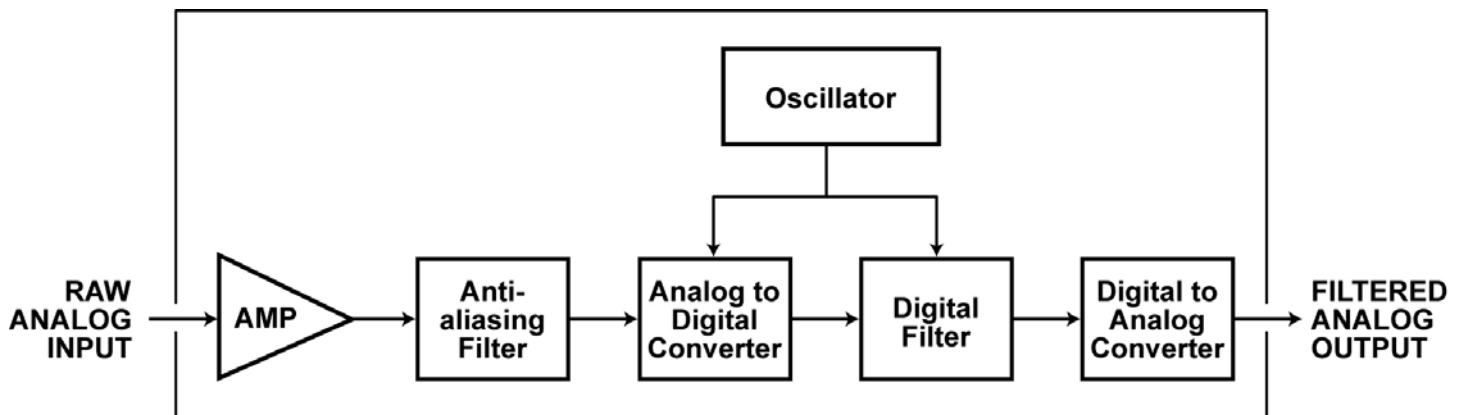 Oscillator
RAW
ANALOG
INPUT
AMP
Anti-
aliasing
Filter
Analog to
Digital
Converter
Digital
Filter
Digital to
Analog
Converter
FILTERED
ANALOG
OUTPUT